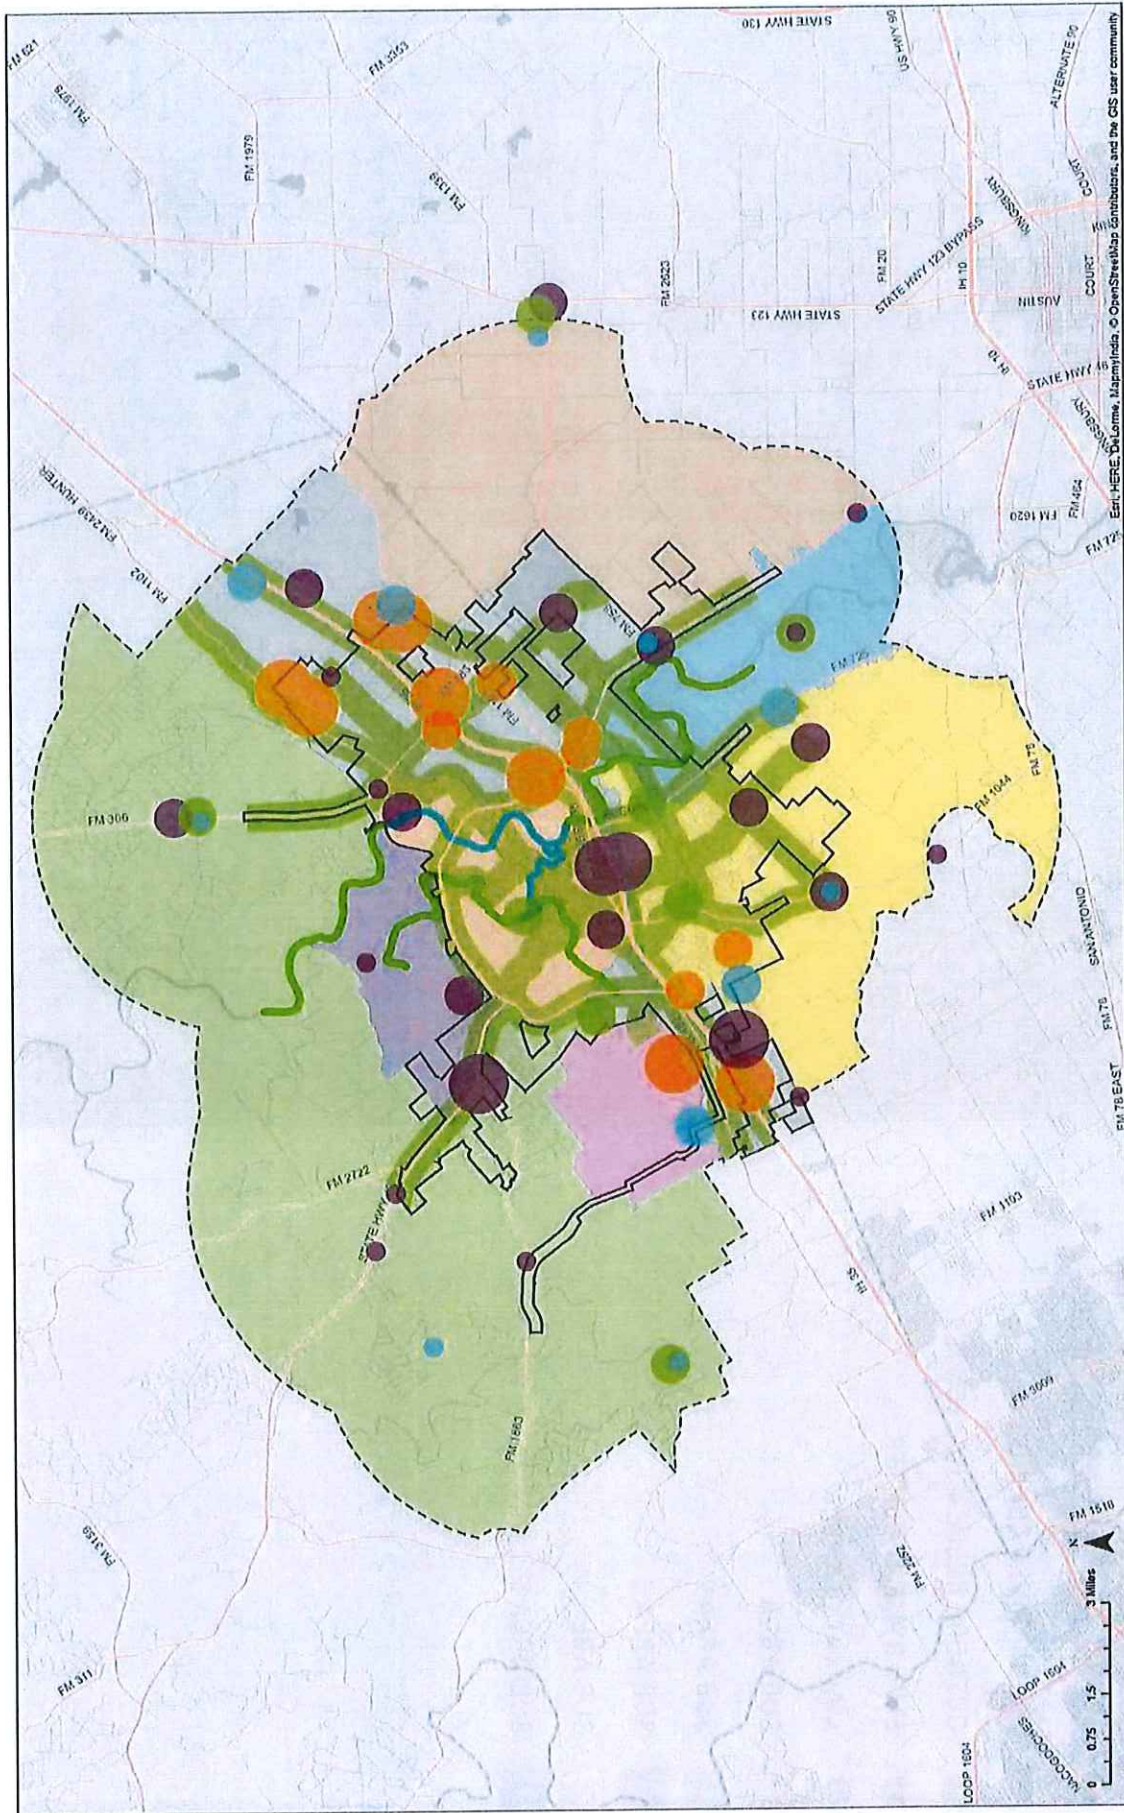 FM 621
FM 1978
FM 3353
STATE HWY 130
US HWY 90
ALTERNATE 90
FM 1979
FM 1339
FM 2439 HUNTER
FM 1102
FM 2623
FM 20
STATE HWY 123 BYPASS
KINGSBURY
COURT
IH 10
STATE HWY 123
AUSTIN
COURT
IH 10
STATE HWY 46
KINGSBURY
FM 464
FM 1620
FM 725
FM 306
FM 758
FM 725
FM 78
FM 1044
SAN ANTONIO
FM 78
FM 78 EAST
FM 2722
STATE HWY
FM 1103
IH 35
FM 1863
FM 3009
FM 3159
FM 2252
FM 1518
FM 311
LOOP 1604
LOOP 1604
NACOGDOCHES
N
0 0.75 1.5 3 Miles
Esri, HERE, DeLorme, MapmyIndia, © OpenStreetMap contributors, and the GIS user community